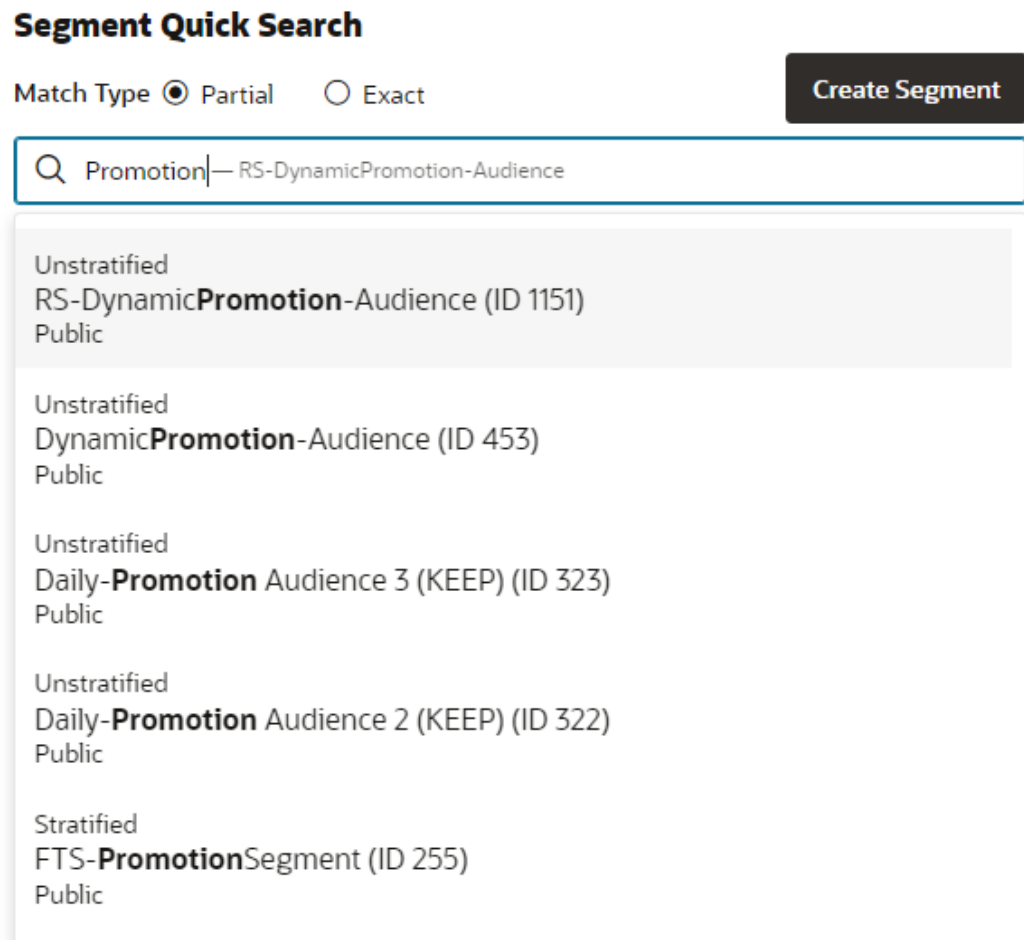 Segment Quick Search
Match Type Partial Exact
Create Segment
Promotion — RS-DynamicPromotion-Audience
Unstratified
RS-DynamicPromotion-Audience (ID 1151)
Public
Unstratified
DynamicPromotion-Audience (ID 453)
Public
Unstratified
Daily-Promotion Audience 3 (KEEP) (ID 323)
Public
Unstratified
Daily-Promotion Audience 2 (KEEP) (ID 322)
Public
Stratified
FTS-PromotionSegment (ID 255)
Public